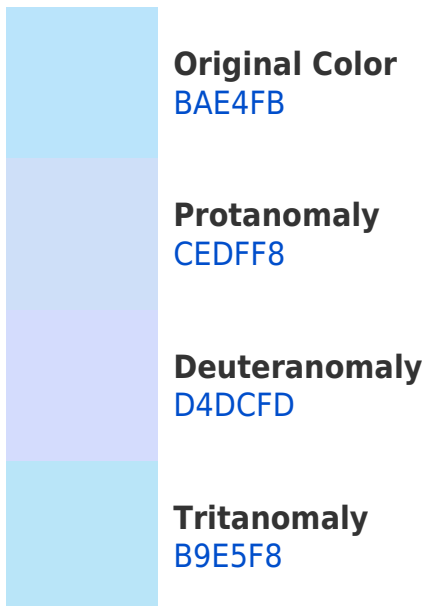 Original Color
BAE4FB
Protanomaly
CEDFF8
Deuteranomaly
D4DCFD
Tritanomaly
B9E5F8